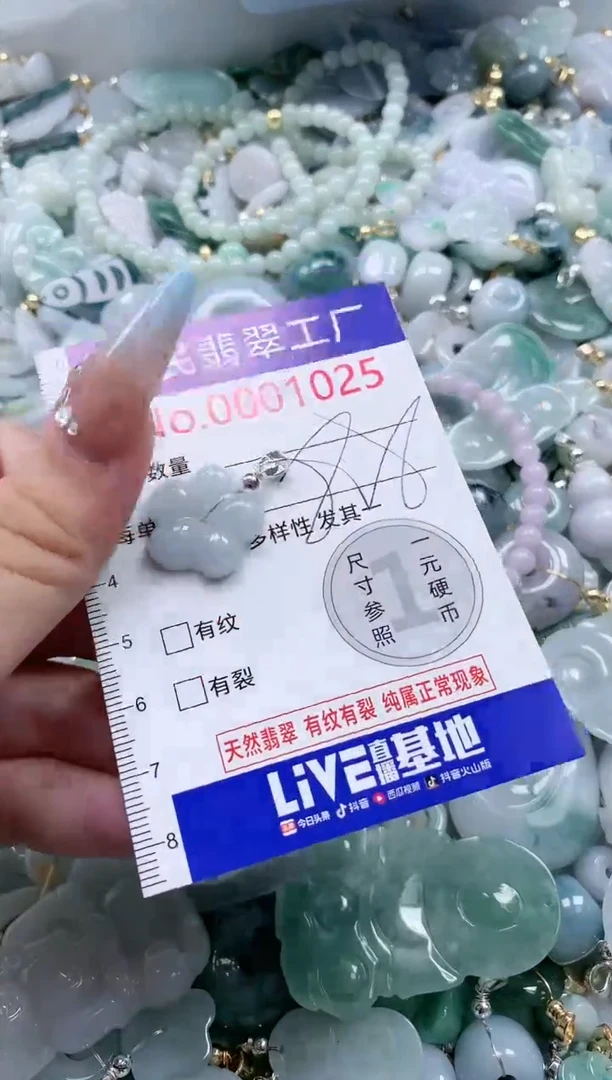 翡翠工厂
No.0001025
数量
每单 多样性 发其一
一元硬币
尺寸参照
4
5
6
7
8
有纹
有裂
天然翡翠 有纹有裂 纯属正常现象
LiVE直播基地
今日头条 抖音 西瓜视频 抖音火山版